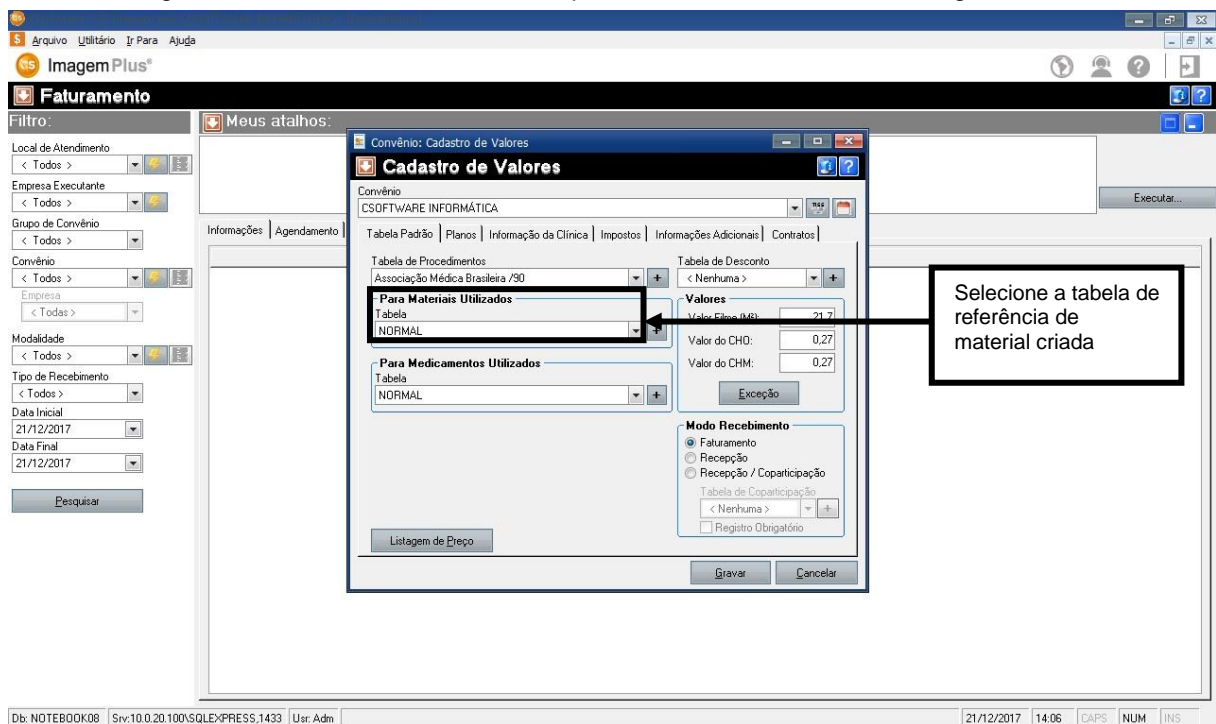 Arquivo Utilitário Ir Para Ajuda
ImagemPlus®
Faturamento
Filtro:
Meus atalhos:
Local de Atendimento
< Todos >
Empresa Executante
< Todos >
Grupo de Convênio
< Todos >
Convênio
< Todos >
Empresa
< Todas >
Modalidade
< Todos >
Tipo de Recebimento
< Todos >
Data Inicial
21/12/2017
Data Final
21/12/2017
Pesquisar
Executar...
Informações Agendamento
Convênio: Cadastro de Valores
Cadastro de Valores
Convênio
CSOFTWARE INFORMÁTICA
Tabela Padrão Planos Informação da Clínica Impostos Informações Adicionais Contratos
Tabela de Procedimentos
Associação Médica Brasileira /90
Tabela de Desconto
< Nenhuma >
Para Materiais Utilizados
Tabela
NORMAL
Para Medicamentos Utilizados
Tabela
NORMAL
Valores
Valor Filme (M²): 21,7
Valor do CHO: 0,27
Valor do CHM: 0,27
Exceção
Modo Recebimento
Faturamento
Recepção
Recepção / Coparticipação
Tabela de Coparticipação
< Nenhuma >
Registro Obrigatório
Listagem de Preço
Gravar Cancelar
Selecione a tabela de
referência de
material criada
Db: NOTEBOOK08 Srv:10.0.20.100\SQLEXPRESS,1433 Usr: Adm 21/12/2017 14:06 CAPS NUM INS